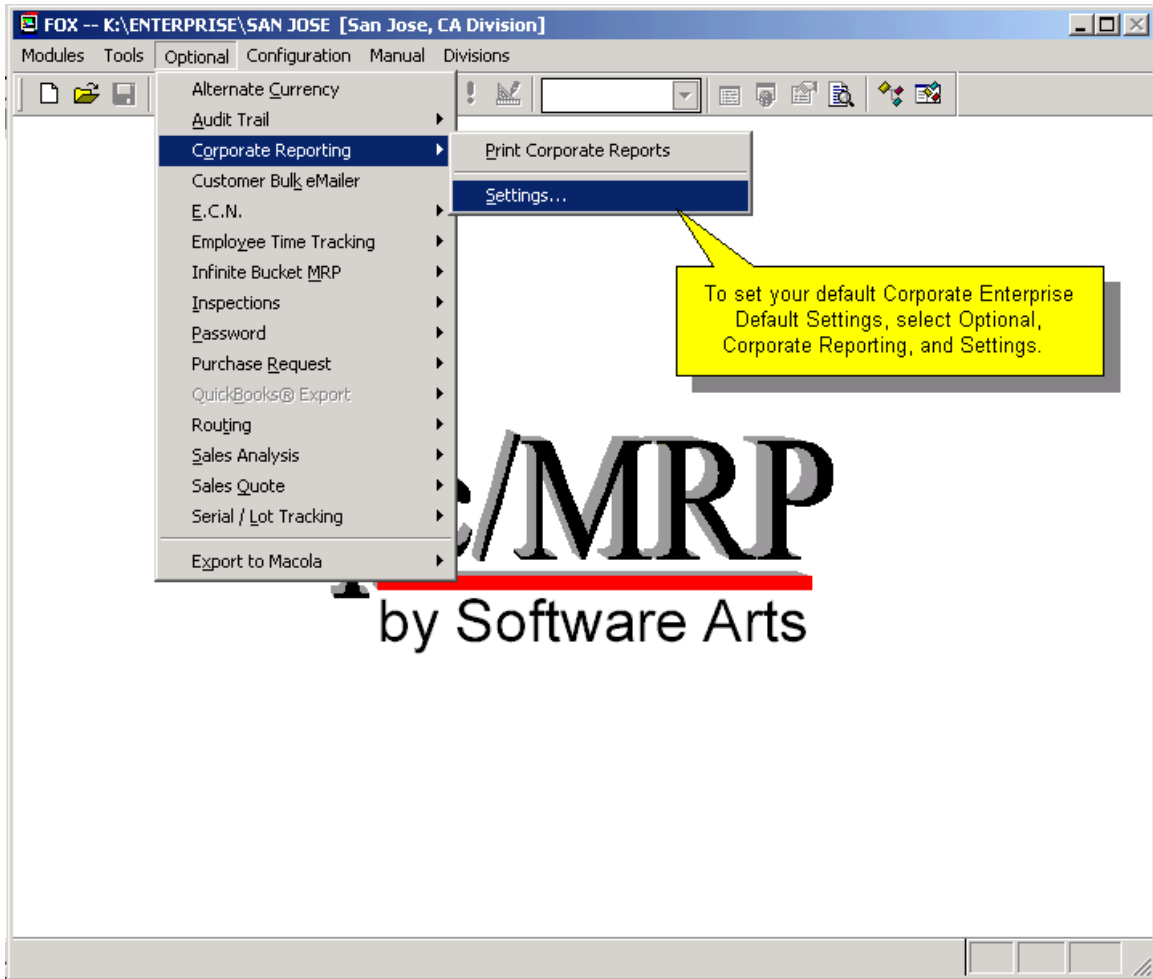 FOX -- K:\ENTERPRISE\SAN JOSE [San Jose, CA Division]
Modules Tools Optional Configuration Manual Divisions
Alternate Currency
Audit Trail
Corporate Reporting
Print Corporate Reports
Customer Bulk eMailer
Settings...
E.C.N.
Employee Time Tracking
Infinite Bucket MRP
Inspections
Password
Purchase Request
QuickBooks® Export
Routing
Sales Analysis
Sales Quote
Serial / Lot Tracking
Export to Macola
To set your default Corporate Enterprise
Default Settings, select Optional,
Corporate Reporting, and Settings.
/MRP
by Software Arts